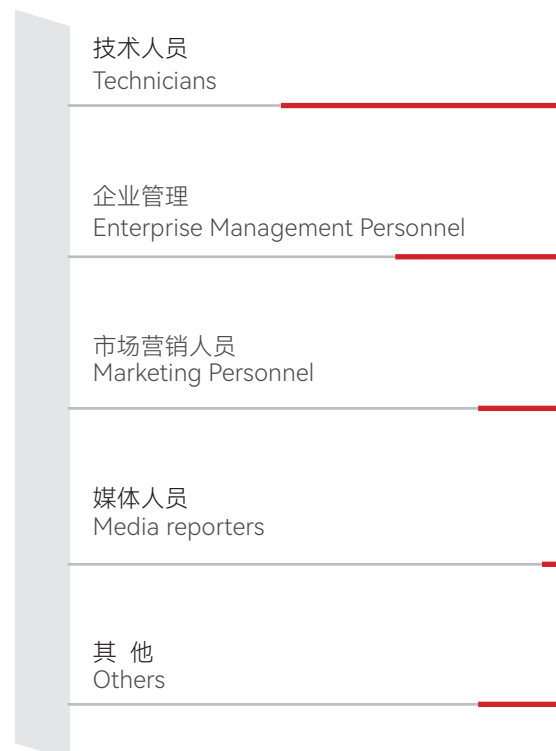 技术人员
Technicians
企业管理
Enterprise Management Personnel
市场营销人员
Marketing Personnel
媒体人员
Media reporters
其 他
Others